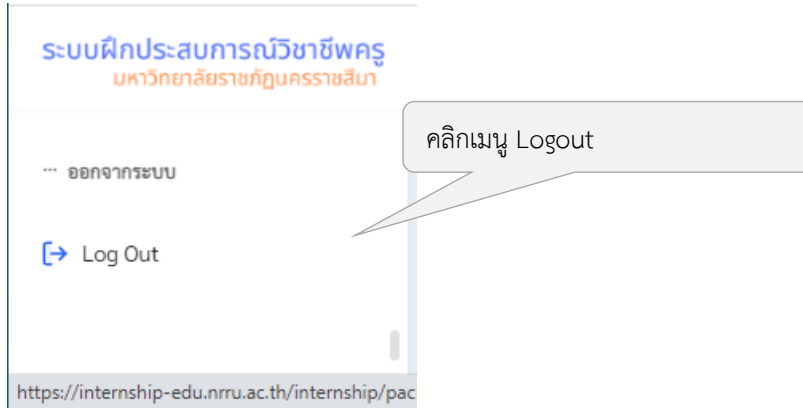 ระบบฝึกประสบการณ์วิชาชีพครู
มหาวิทยาลัยราชภัฏนครราชสีมา
คลิกเมนู Logout
... ออกจากระบบ
Log Out
https://internship-edu.nrru.ac.th/internship/pac